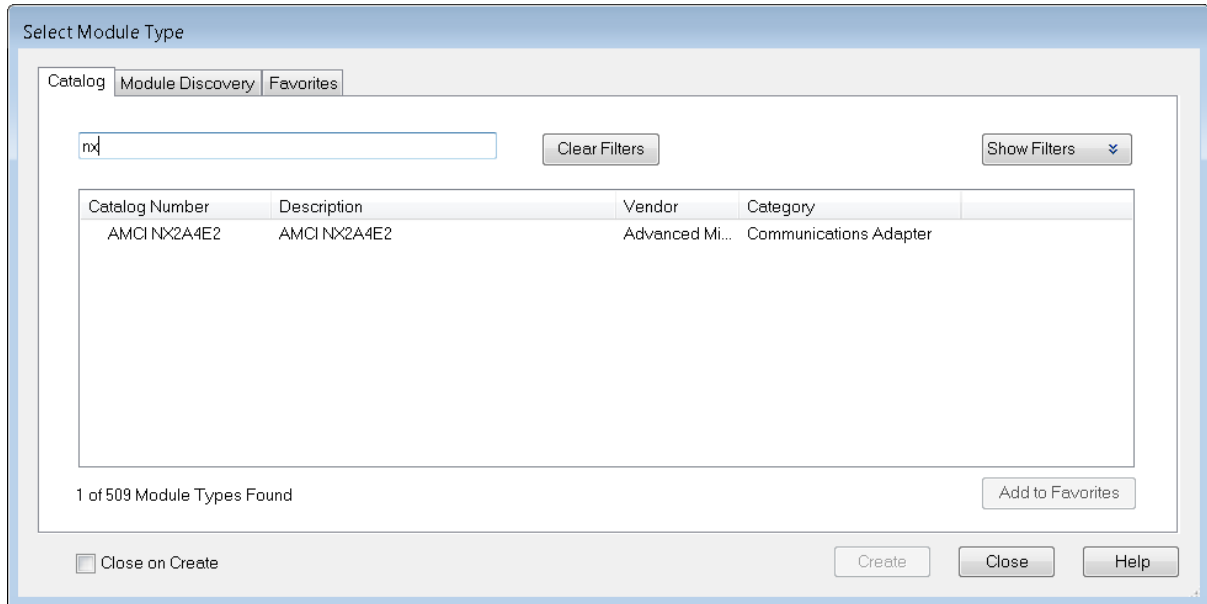 Select Module Type
Catalog Module Discovery Favorites
nx Clear Filters Show Filters
Catalog Number Description Vendor Category
AMCI NX2A4E2 AMCI NX2A4E2 Advanced Mi... Communications Adapter
1 of 509 Module Types Found Add to Favorites
Close on Create Create Close Help